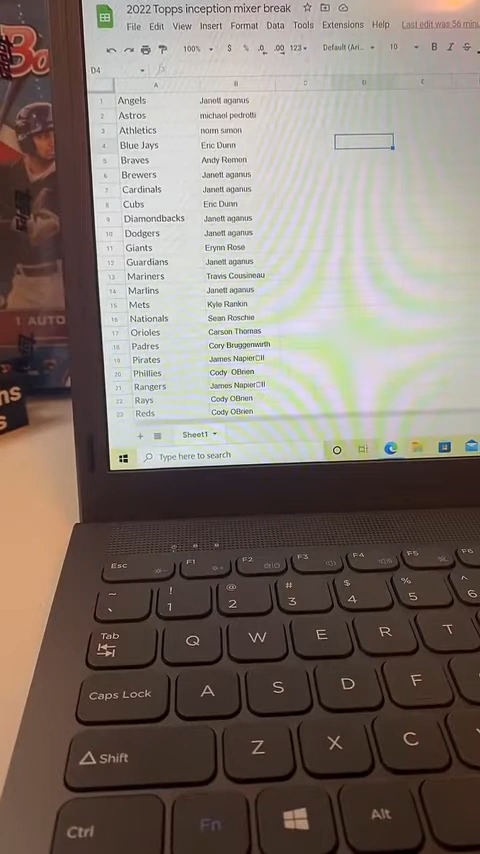 2022 Topps inception mixer break
File Edit View Insert Format Data Tools Extensions Help Last edit was 56 minu
100% $ % .0 .00 123 Default (Ari... 10 B I S
D4 fx
A B C D E
1 Angels Janett aganus
2 Astros michael pedrotti
3 Athletics norm simon
4 Blue Jays Eric Dunn
5 Braves Andy Remen
6 Brewers Janett aganus
7 Cardinals Janett aganus
8 Cubs Eric Dunn
9 Diamondbacks Janett aganus
10 Dodgers Janett aganus
11 Giants Erynn Rose
12 Guardians Janett aganus
13 Mariners Travis Cousineau
14 Marlins Janett aganus
15 Mets Kyle Rankin
16 Nationals Sean Roschie
17 Orioles Carson Thomas
18 Padres Cory Bruggenwirth
19 Pirates James Napier□II
20 Phillies Cody OBrien
21 Rangers James Napier□II
22 Rays Cody OBrien
23 Reds Cody OBrien
+ Sheet1
Type here to search
1 AUTO
ns
s
Esc F1 F2 F3 F4 F5 F6
~ ` ! 1 @ 2 # 3 $ 4 % 5 ^ 6
Tab Q W E R T
Caps Lock A S D F
Shift Z X C
Ctrl Fn Alt